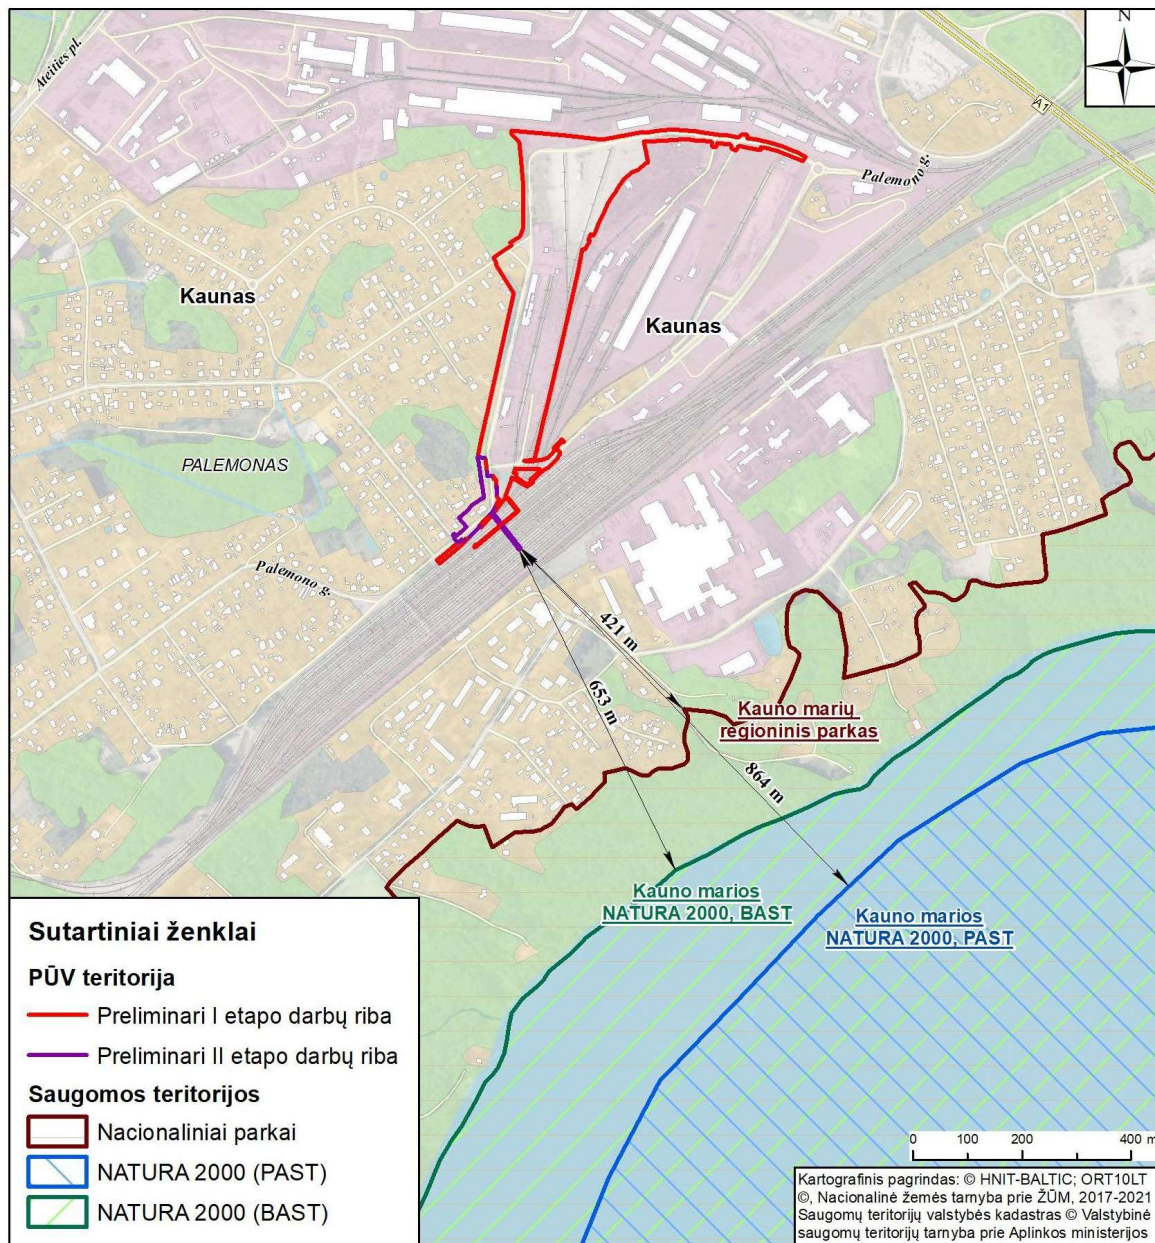 N
Ateities pl.
A1
Palemono g.
Kaunas
Kaunas
PALEMONAS
Palemono g.
421 m
653 m
Kauno marių
regioninis parkas
864 m
Kauno marios
NATURA 2000, BAST
Kauno marios
NATURA 2000, PAST
Sutartiniai ženklai
PŪV teritorija
Preliminari I etapo darbų riba
Preliminari II etapo darbų riba
Saugomos teritorijos
Nacionaliniai parkai
NATURA 2000 (PAST)
NATURA 2000 (BAST)
0 100 200 400 m
Kartografinis pagrindas: © HNIT-BALTIC; ORT10LT
©, Nacionalinė žemės tarnyba prie ŽŪM, 2017-2021
Saugomų teritorijų valstybės kadastras © Valstybinė
saugomų teritorijų tarnyba prie Aplinkos ministerijos